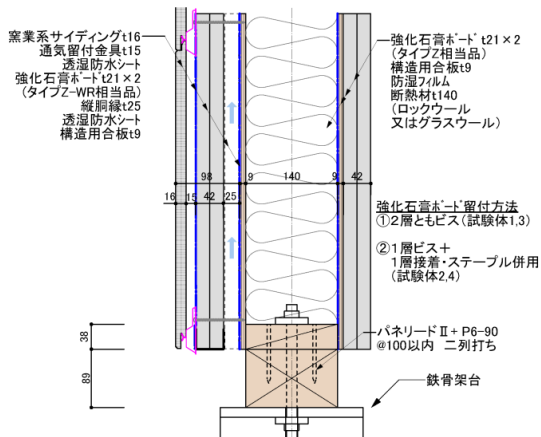 窯業系サイディングt16
通気留付金具t15
透湿防水シート
強化石膏ボードt21×2
(タイプZ-WR相当品)
縦胴縁t25
透湿防水シート
構造用合板t9
強化石膏ボードt21×2
(タイプZ相当品)
構造用合板t9
防湿フィルム
断熱材t140
(ロックウール
又はグラスウール)
98 9 140 9 42
16 15 42 25
強化石膏ボード留付方法
①2層ともビス(試験体1,3)
②1層ビス+
1層接着・ステープル併用
(試験体2,4)
38
89
パネリードⅡ+ P6-90
@100以内 二列打ち
鉄骨架台